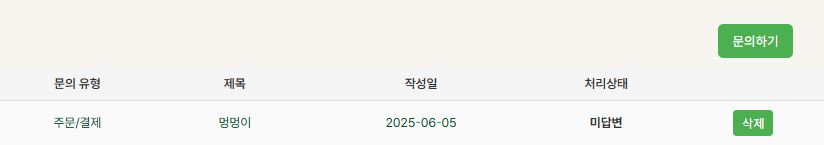 문의하기
문의 유형 제목 작성일 처리상태
주문/결제 멍멍이 2025-06-05 미답변 삭제